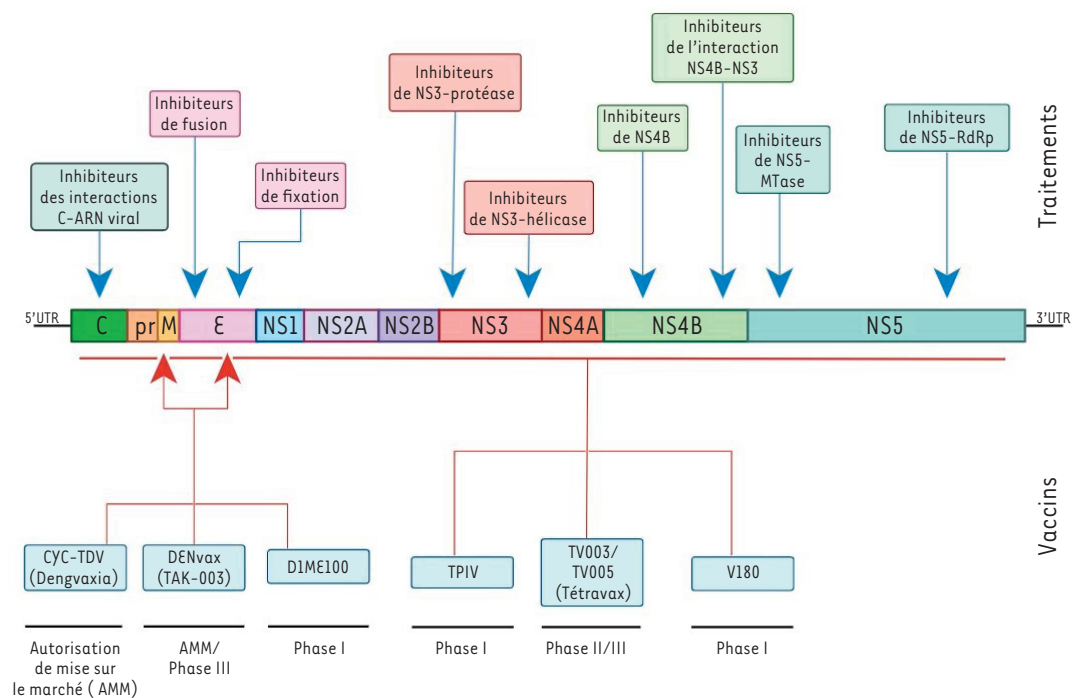 Inhibiteurs
de l'interaction
NS4B-NS3
Inhibiteurs
de NS3-protéase
Inhibiteurs
de fusion
Inhibiteurs
de NS4B
Inhibiteurs
de NS5-RdRp
Inhibiteurs
de NS5-
MTase
Inhibiteurs
des interactions
C-ARN viral
Inhibiteurs
de fixation
Inhibiteurs
de NS3-hélicase
Traitements
5'UTR
C
pr
M
E
NS1
NS2A
NS2B
NS3
NS4A
NS4B
NS5
3'UTR
Vaccins
CYC-TDV
(Dengvaxia)
DENvax
(TAK-003)
D1ME100
TPIV
TV003/
TV005
(Tétravax)
V180
Autorisation
de mise sur
le marché ( AMM)
AMM/
Phase III
Phase I
Phase I
Phase II/III
Phase I